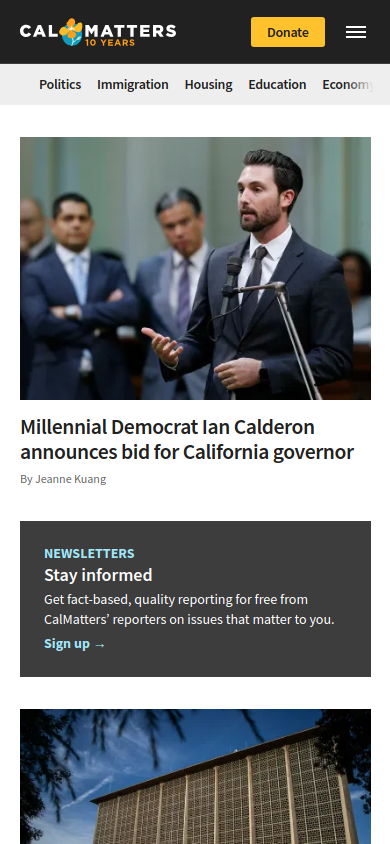 CALMATTERS
10 YEARS
Donate
Politics Immigration Housing Education Economy
Millennial Democrat Ian Calderon
announces bid for California governor
By Jeanne Kuang
NEWSLETTERS
Stay informed
Get fact-based, quality reporting for free from
CalMatters’ reporters on issues that matter to you.
Sign up →